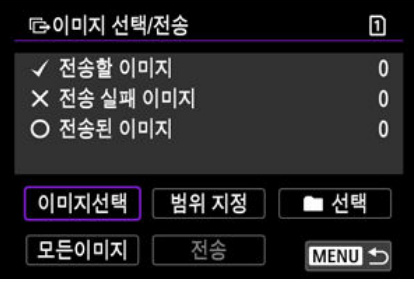 이미지 선택/전송 1
전송할 이미지 0
전송 실패 이미지 0
전송된 이미지 0
이미지선택 범위 지정 선택
모든이미지 전송 MENU